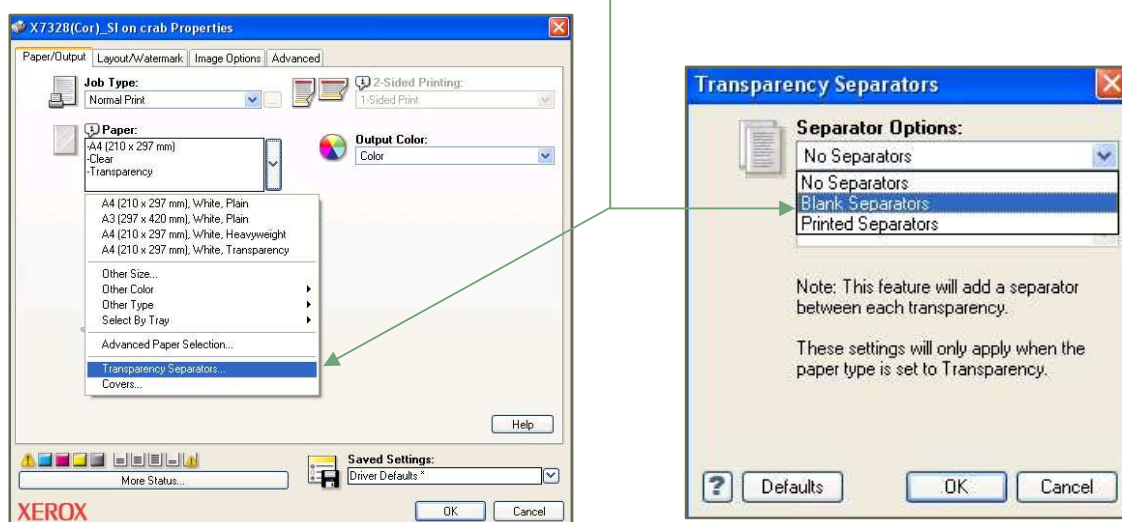 X7328(Cor)_SI on crab Properties
Paper/Output Layout/Watermark Image Options Advanced
Job Type:
Normal Print
...
2-Sided Printing:
1-Sided Print
Paper:
-A4 (210 x 297 mm)
-Clear
-Transparency
Output Color:
Color
A4 (210 x 297 mm), White, Plain
A3 (297 x 420 mm), White, Plain
A4 (210 x 297 mm), White, Heavyweight
A4 (210 x 297 mm), White, Transparency
Other Size...
Other Color
Other Type
Select By Tray
Advanced Paper Selection...
Transparency Separators...
Covers...
Help
More Status...
Saved Settings:
Driver Defaults *
XEROX
OK Cancel
Transparency Separators
Separator Options:
No Separators
No Separators
Blank Separators
Printed Separators
Note: This feature will add a separator
between each transparency.
These settings will only apply when the
paper type is set to Transparency.
? Defaults OK Cancel